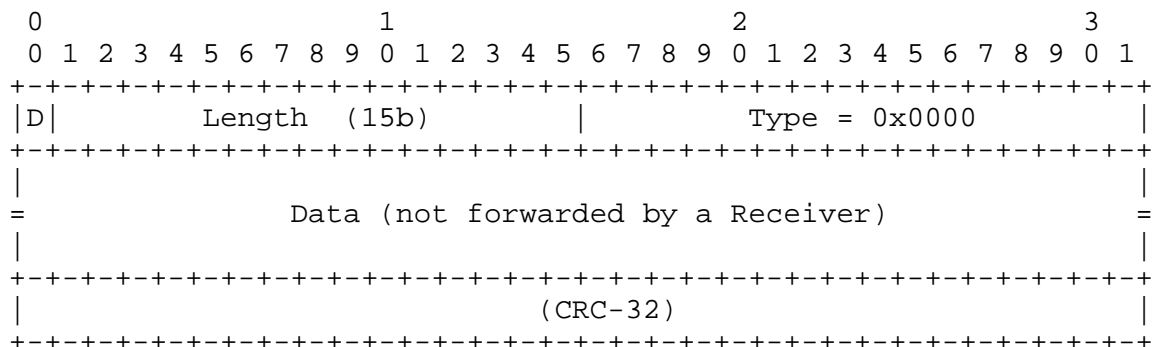 0                   1                   2                   3
 0 1 2 3 4 5 6 7 8 9 0 1 2 3 4 5 6 7 8 9 0 1 2 3 4 5 6 7 8 9 0 1
+-+-+-+-+-+-+-+-+-+-+-+-+-+-+-+-+-+-+-+-+-+-+-+-+-+-+-+-+-+-+-+-+
|D|        Length  (15b)        |         Type = 0x0000         |
+-+-+-+-+-+-+-+-+-+-+-+-+-+-+-+-+-+-+-+-+-+-+-+-+-+-+-+-+-+-+-+-+
|                                                               |
=               Data (not forwarded by a Receiver)              =
|                                                               |
+-+-+-+-+-+-+-+-+-+-+-+-+-+-+-+-+-+-+-+-+-+-+-+-+-+-+-+-+-+-+-+-+
|                             (CRC-32)                          |
+-+-+-+-+-+-+-+-+-+-+-+-+-+-+-+-+-+-+-+-+-+-+-+-+-+-+-+-+-+-+-+-+